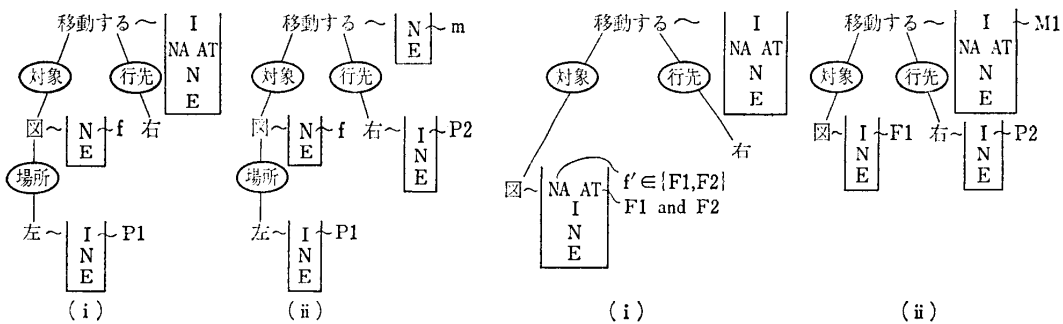 移動する～ I
NA AT
N
E
対象 行先
図～ N ～f 右
E
場所
左～ I ～P1
N
E
(i)
移動する～ N ～m
E
対象 行先
図～ N ～f 右～ I ～P2
E N
E
場所
左～ I ～P1
N
E
(ii)
移動する～ I
NA AT
N
E
対象 行先
右
図～ NA AT f′∈{F1,F2}
I F1 and F2
N
E
(i)
移動する～ I ～M1
NA AT
N
E
対象 行先
図～ I ～F1 右～ I ～P2
N N
E E
(ii)